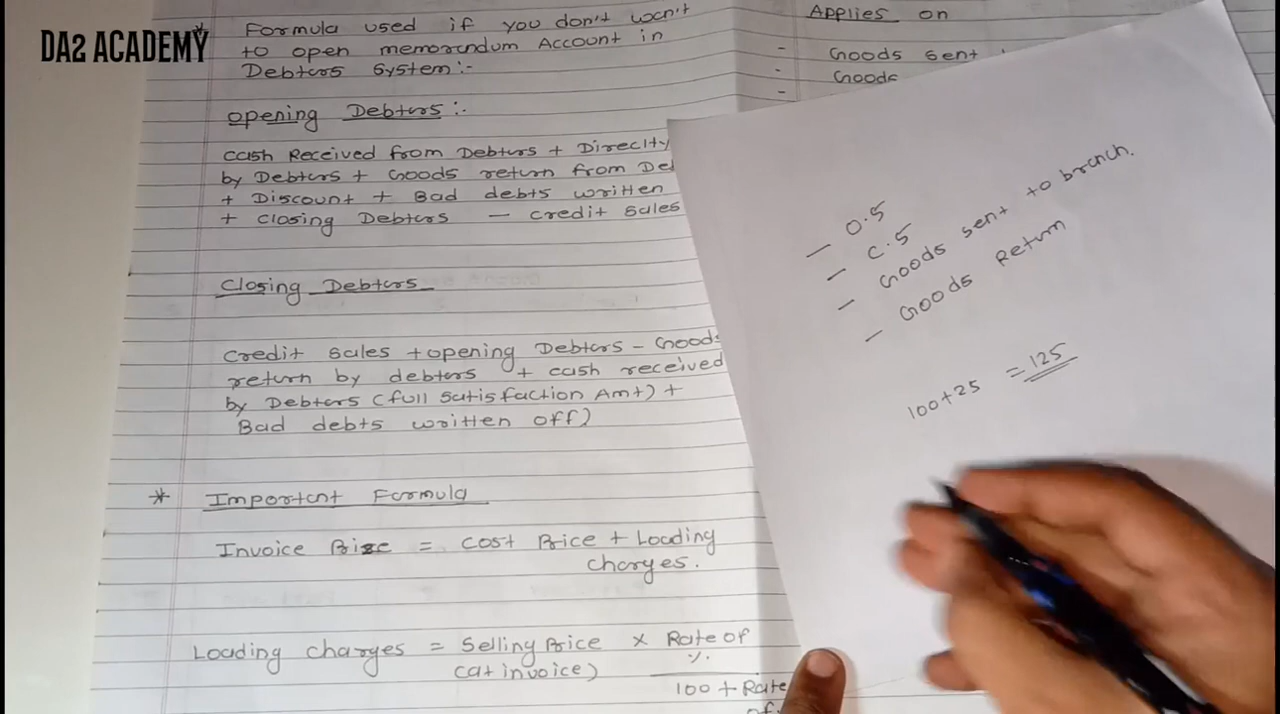 DA2 ACADEMY
* Formula used if you don't won't
to open memorandum Account in
Debtors System:-
opening Debtors :-
cash Received from Debtors + Direclty
by Debtors + Goods return from
+ Discount + Bad debts written
+ closing Debtors - credit sales
Closing Debtors
credit sales + opening Debtors - Goods
return by debtors + cash received
by Debtors (full satisfaction Amt) +
Bad debts written off)
* Important Formula
Invoice Prize = cost Price + Loading
charges.
Loading charges = Selling Price × Rate of
(at invoice) %.
100 + Rate
of
Applies on
- Goods sent
- Goods
-
- O.S
- C.S
- Goods sent to branch.
- Goods Return
100+25 = 125